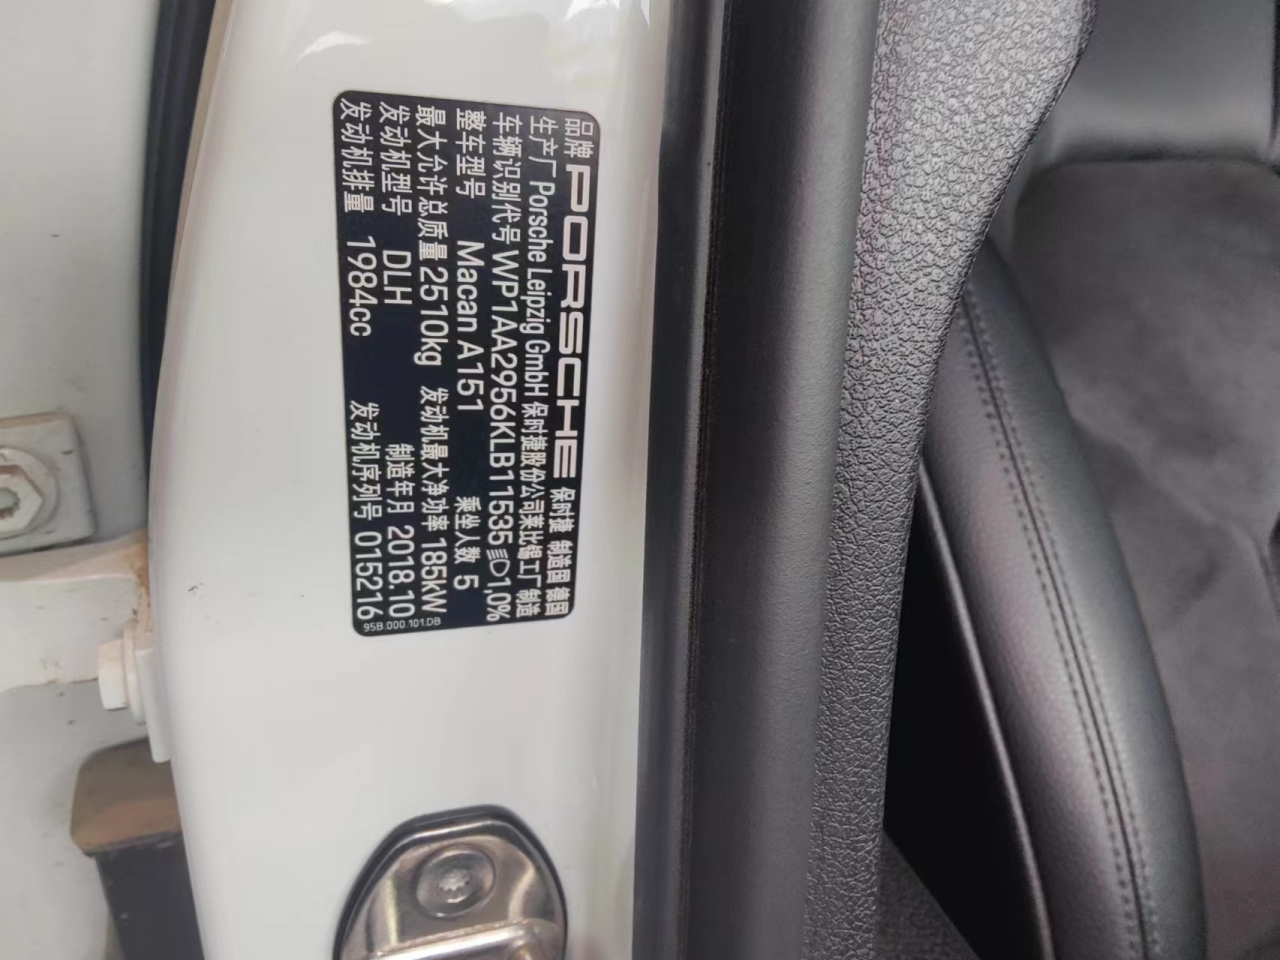 品牌 PORSCHE 保时捷 制造国 德国
生产厂 Porsche Leipzig GmbH 保时捷股份公司莱比锡工厂制造
车辆识别代号 WP1AA2956KLB11535 1,0%
整车型号 Macan A151 乘坐人数 5
最大允许总质量 2510kg 发动机最大净功率 185kW
发动机型号 DLH 制造年月 2018.10
发动机排量 1984cc 发动机序列号 015216
95B.000.101.DB